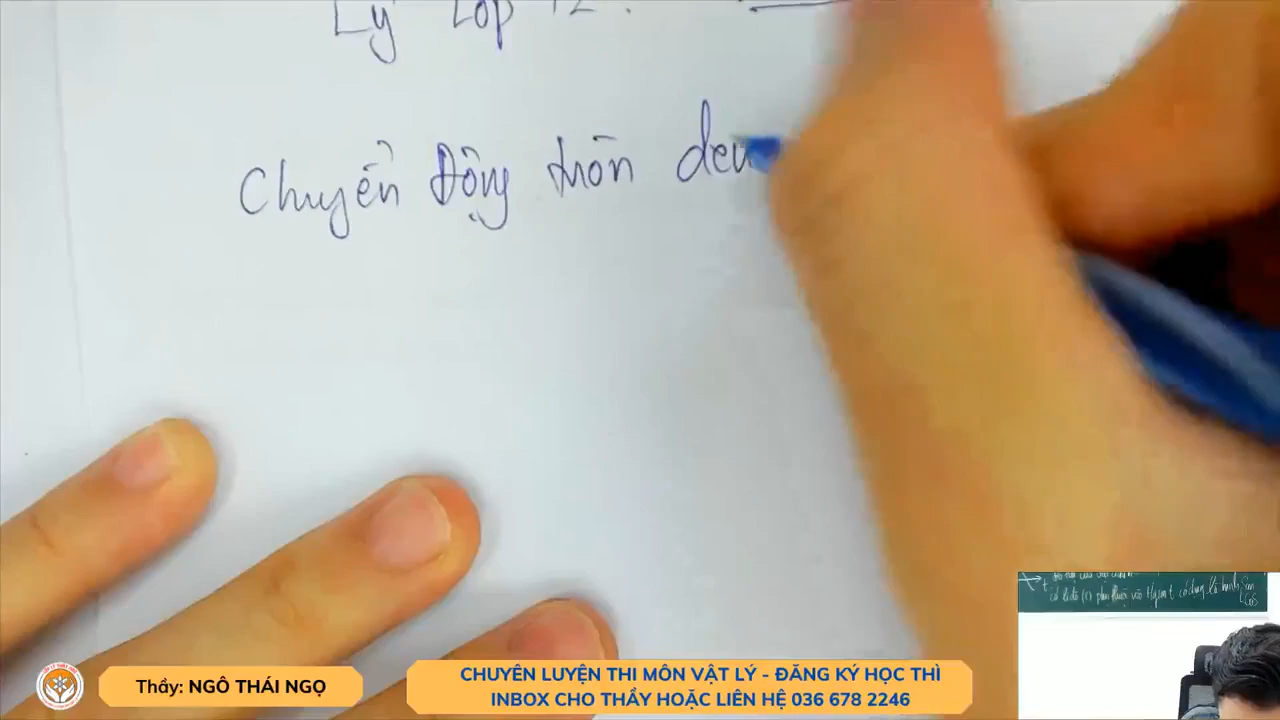 Lý Lớp 12 :
Chuyển Động tròn deu
Thầy: NGÔ THÁI NGỌ
CHUYÊN LUYỆN THI MÔN VẬT LÝ - ĐĂNG KÝ HỌC THÌ
INBOX CHO THẦY HOẶC LIÊN HỆ 036 678 2246